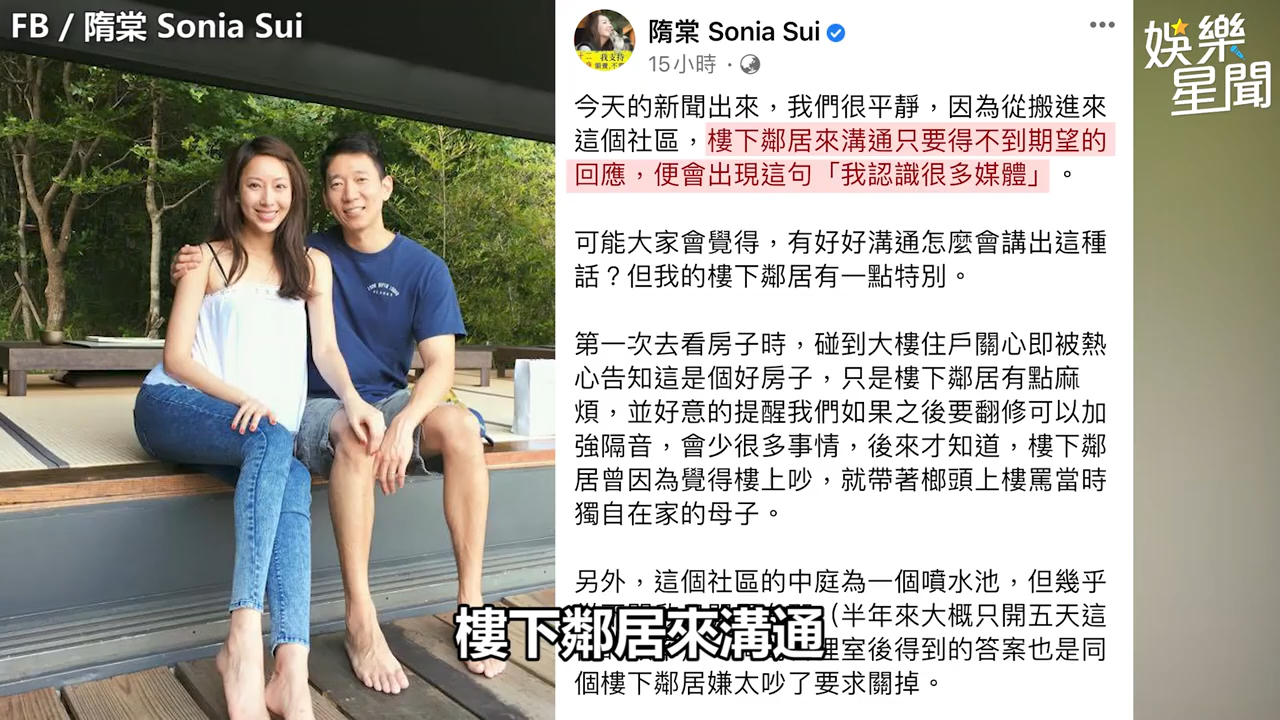 FB / 隋棠 Sonia Sui
隋棠 Sonia Sui
15小時
今天的新聞出來，我們很平靜，因為從搬進來
這個社區，樓下鄰居來溝通只要得不到期望的
回應，便會出現這句「我認識很多媒體」。
可能大家會覺得，有好好溝通怎麼會講出這種
話？但我的樓下鄰居有一點特別。
第一次去看房子時，碰到大樓住戶關心即被熱
心告知這是個好房子，只是樓下鄰居有點麻
煩，並好意的提醒我們如果之後要翻修可以加
強隔音，會少很多事情，後來才知道，樓下鄰
居曾因為覺得樓上吵，就帶著榔頭上樓罵當時
獨自在家的母子。
另外，這個社區的中庭為一個噴水池，但幾乎
（半年來大概只開五天這
理室後得到的答案也是同
個樓下鄰居嫌太吵了要求關掉。
樓下鄰居來溝通
娛樂
星聞